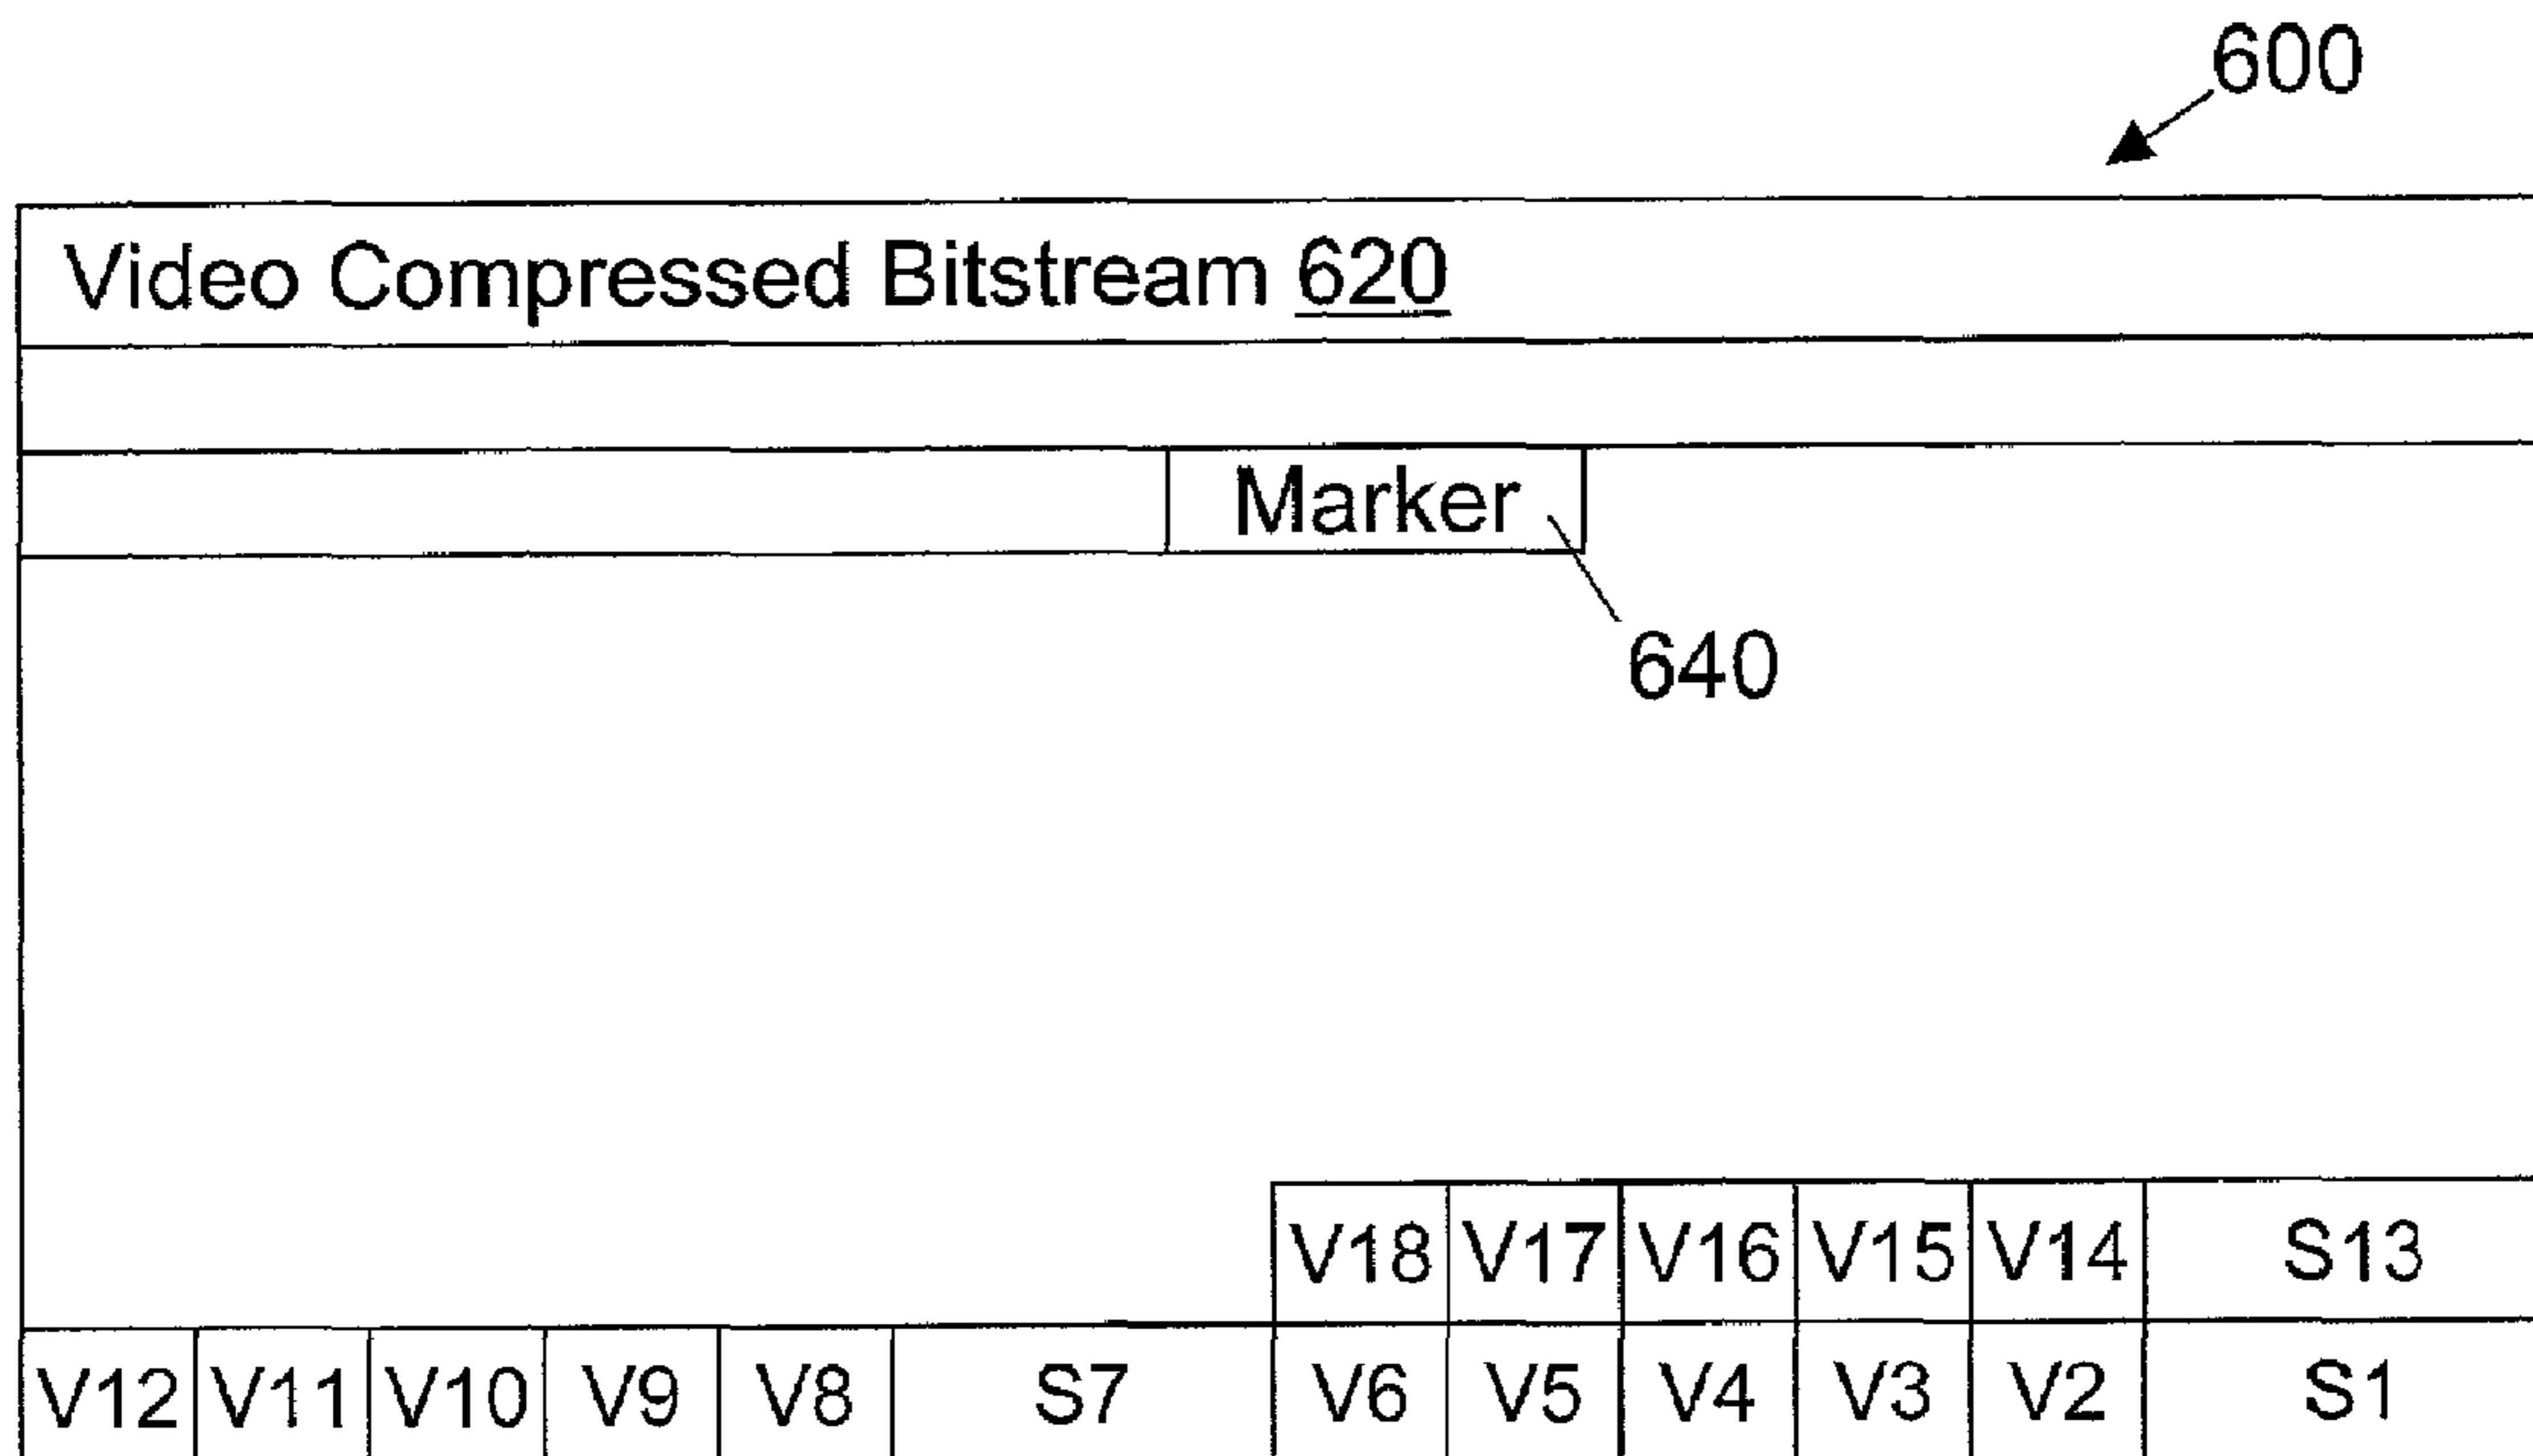 600
Video Compressed Bitstream 620
Marker
640
V18 V17 V16 V15 V14 S13
V12 V11 V10 V9 V8 S7 V6 V5 V4 V3 V2 S1